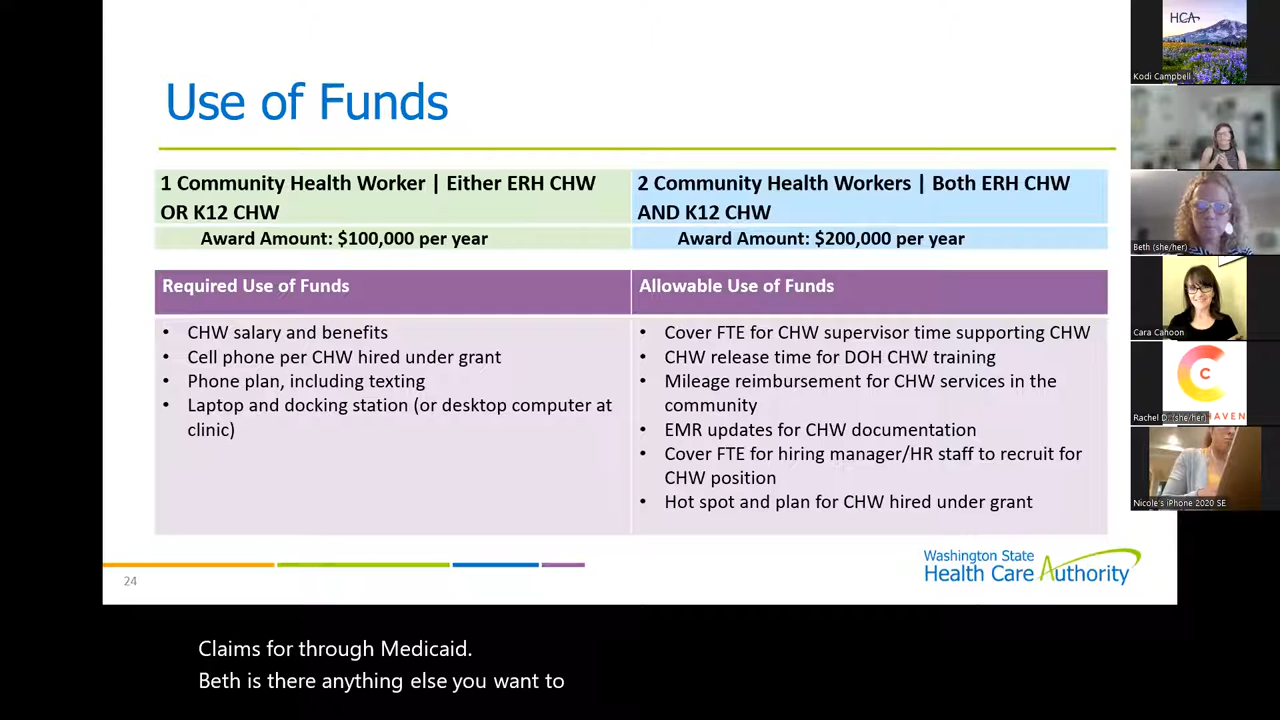 Use of Funds
1 Community Health Worker | Either ERH CHW
OR K12 CHW
Award Amount: $100,000 per year
2 Community Health Workers | Both ERH CHW
AND K12 CHW
Award Amount: $200,000 per year
Required Use of Funds
• CHW salary and benefits
• Cell phone per CHW hired under grant
• Phone plan, including texting
• Laptop and docking station (or desktop computer at
clinic)
Allowable Use of Funds
• Cover FTE for CHW supervisor time supporting CHW
• CHW release time for DOH CHW training
• Mileage reimbursement for CHW services in the
community
• EMR updates for CHW documentation
• Cover FTE for hiring manager/HR staff to recruit for
CHW position
• Hot spot and plan for CHW hired under grant
24
Washington State
Health Care Authority
HCA
Kodi Campbell
Beth (she/her)
Cara Cahoon
C
HAVEN
Rachel D. (she/her)
Nicole's iPhone 2020 SE
Claims for through Medicaid.
Beth is there anything else you want to